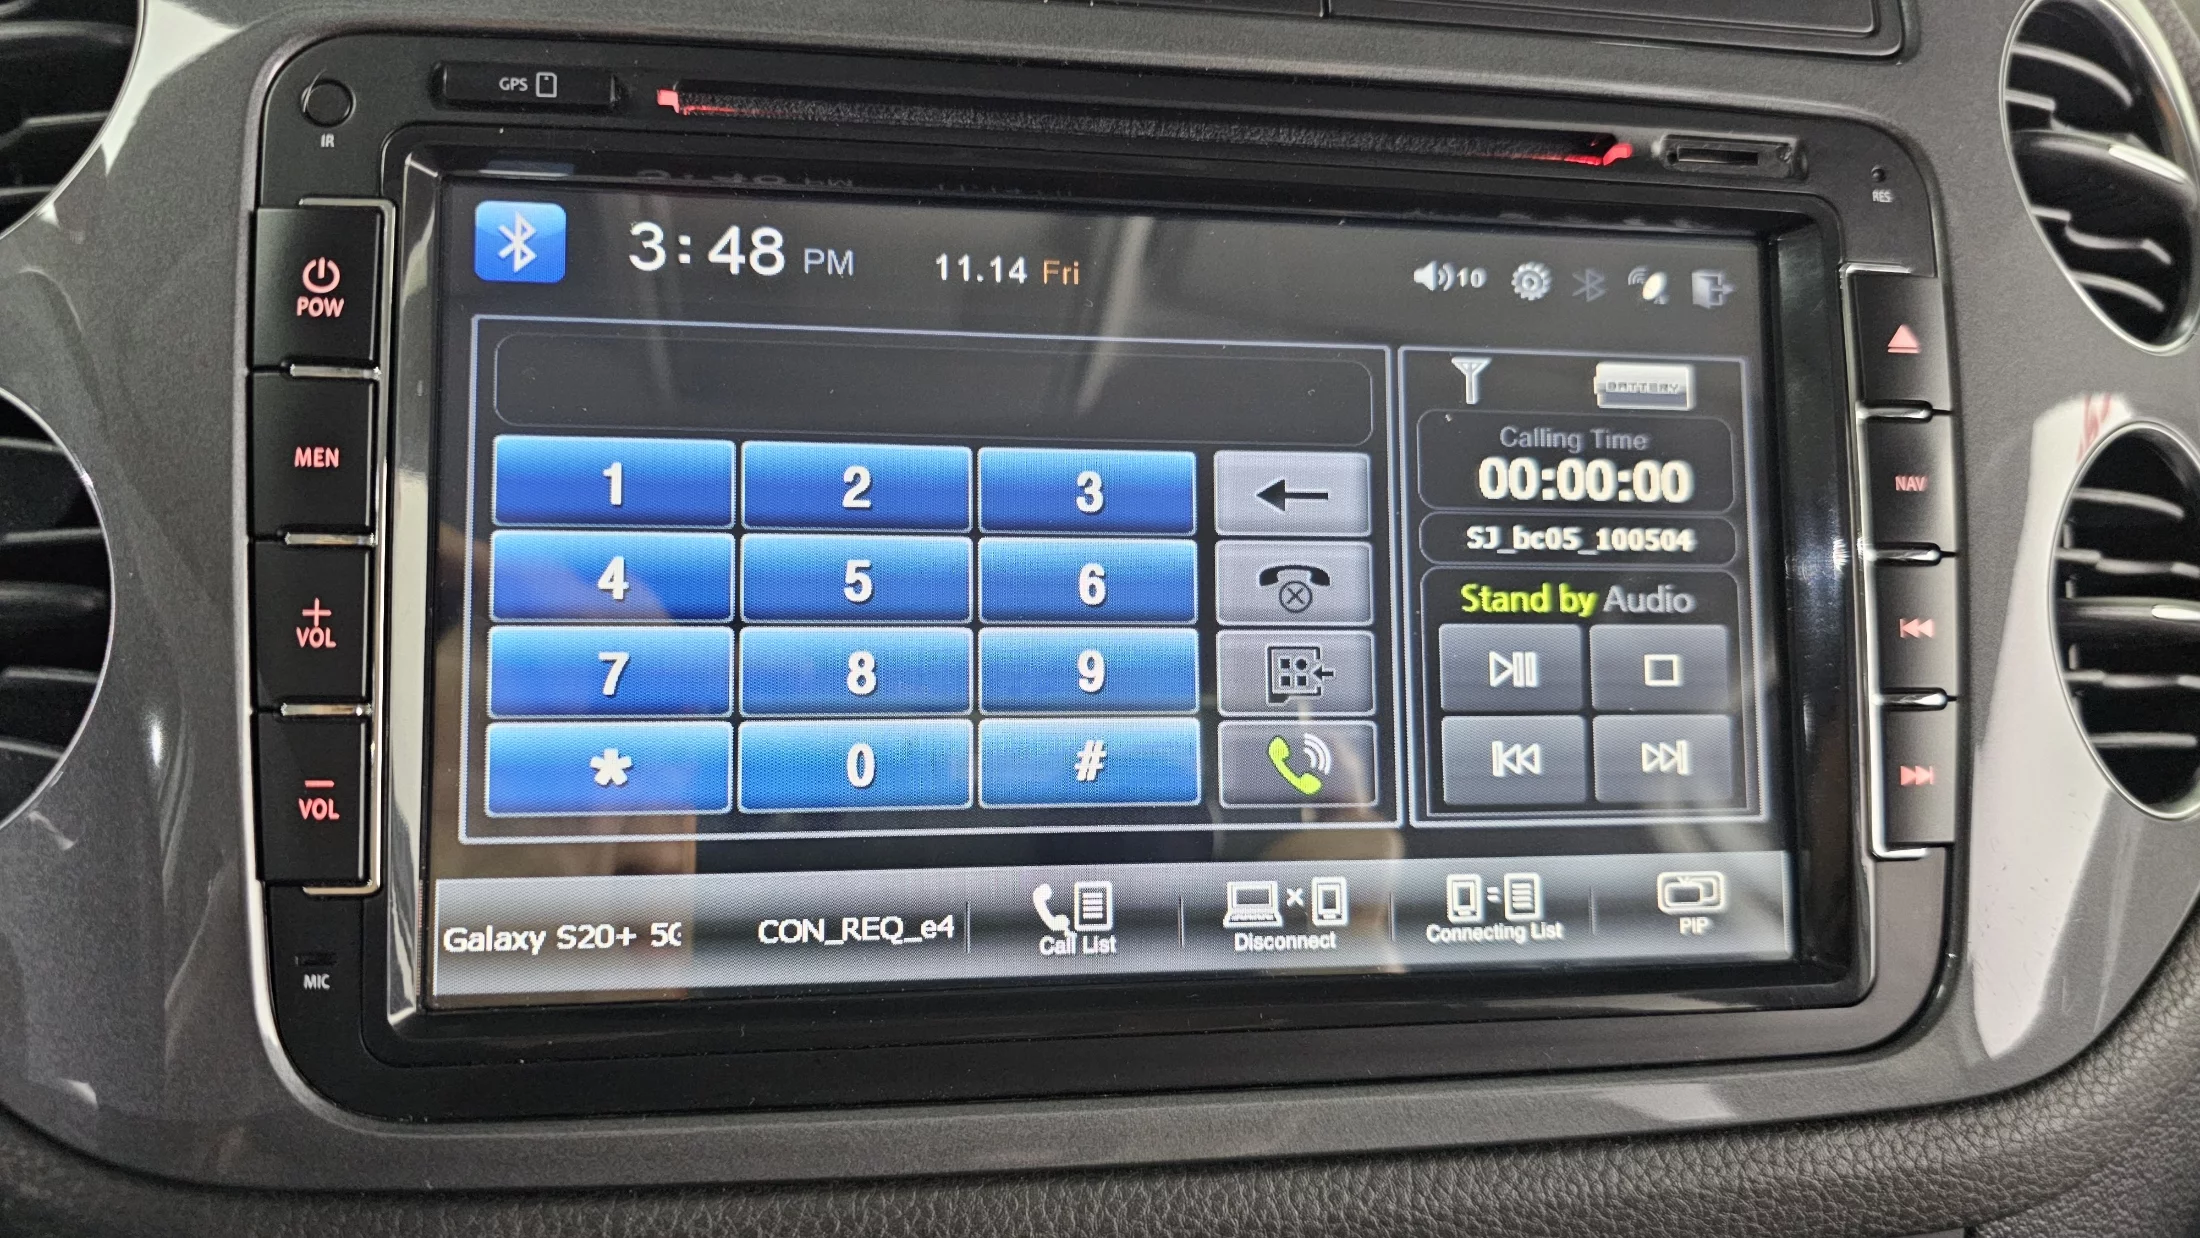 GPS
IR
RES
POW
MEN
+
VOL
−
VOL
MIC
NAV
3:48 PM 11.14 Fri 10
BATTERY
Calling Time
00:00:00
SJ_bc05_100504
Stand by Audio
1 2 3
4 5 6
7 8 9
* 0 #
Galaxy S20+ 5G CON_REQ_e4 Call List Disconnect Connecting List PIP